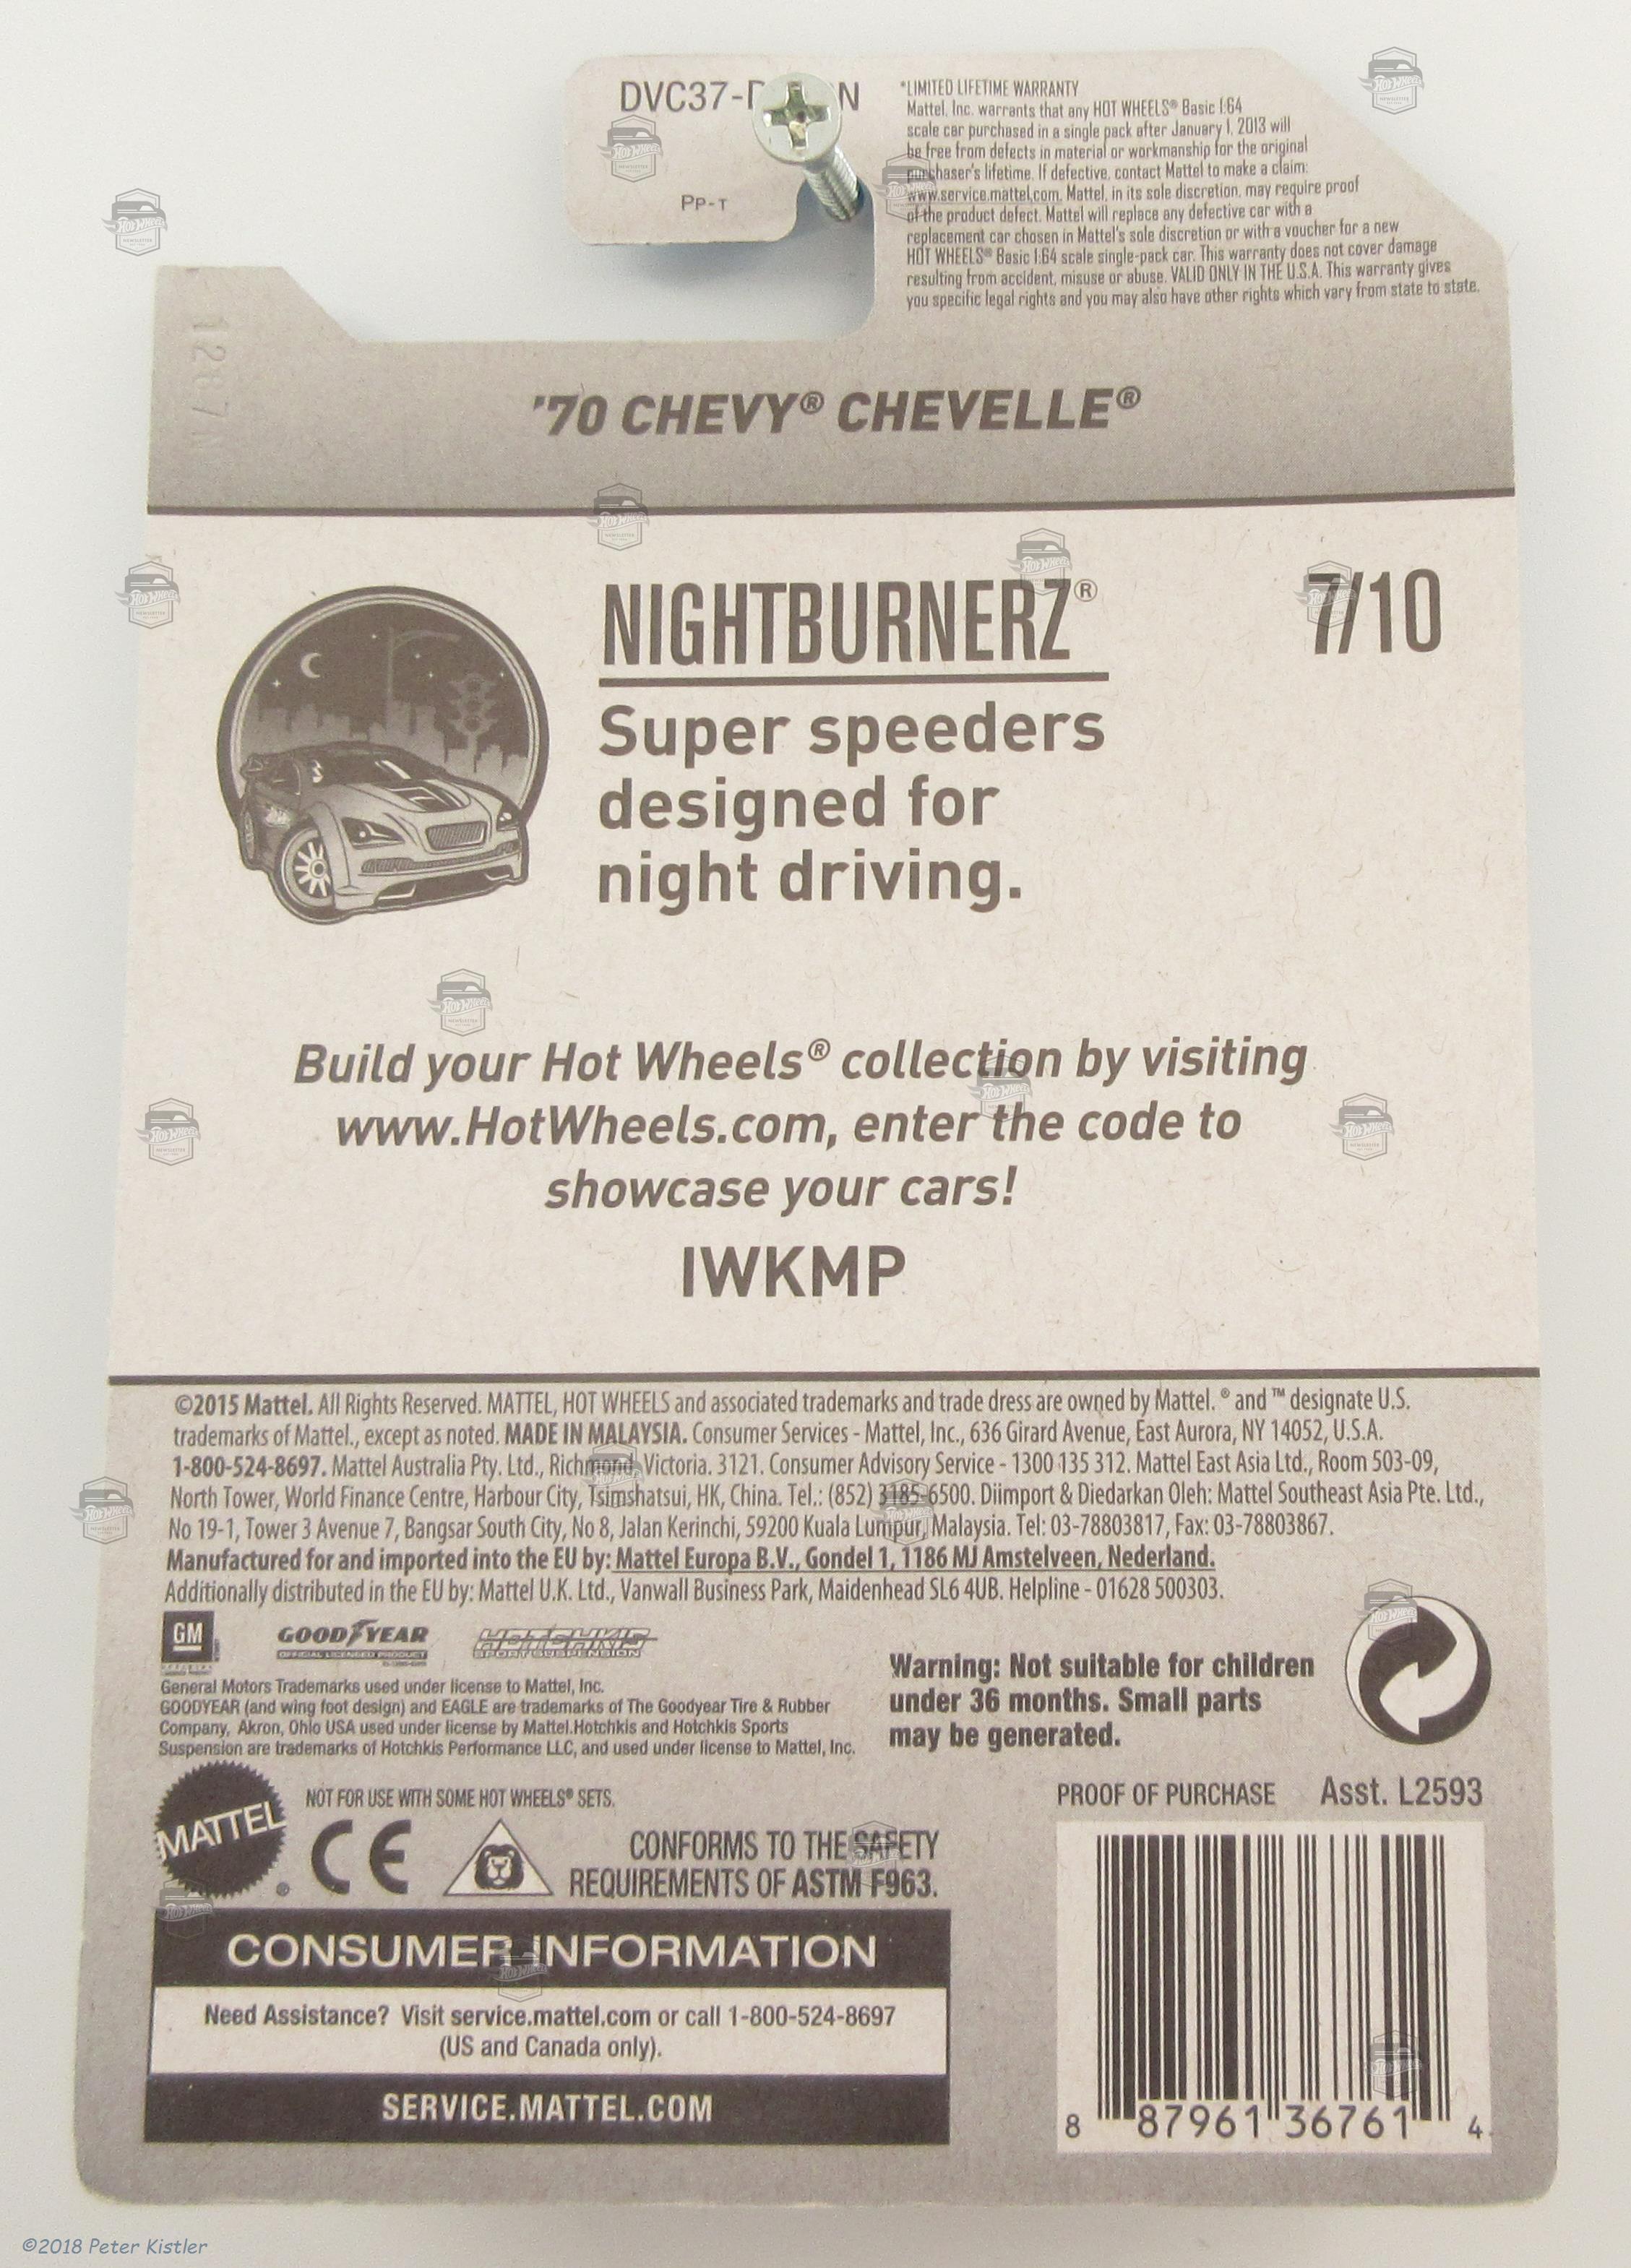 DVC37-
N
Pp-T
*LIMITED LIFETIME WARRANTY
Mattel, Inc. warrants that any HOT WHEELS® Basic 1:64
scale car purchased in a single pack after January 1, 2013 will
be free from defects in material or workmanship for the original
purchaser's lifetime. If defective, contact Mattel to make a claim:
www.service.mattel.com. Mattel, in its sole discretion, may require proof
of the product defect. Mattel will replace any defective car with a
replacement car chosen in Mattel's sole discretion or with a voucher for a new
HOT WHEELS® Basic 1:64 scale single-pack car. This warranty does not cover damage
resulting from accident, misuse or abuse. VALID ONLY IN THE U.S.A. This warranty gives
you specific legal rights and you may also have other rights which vary from state to state.
'70 CHEVY® CHEVELLE®
NIGHTBURNERZ® 7/10
Super speeders
designed for
night driving.
Build your Hot Wheels® collection by visiting
www.HotWheels.com, enter the code to
showcase your cars!
IWKMP
©2015 Mattel. All Rights Reserved. MATTEL, HOT WHEELS and associated trademarks and trade dress are owned by Mattel. ® and ™ designate U.S.
trademarks of Mattel., except as noted. MADE IN MALAYSIA. Consumer Services - Mattel, Inc., 636 Girard Avenue, East Aurora, NY 14052, U.S.A.
1-800-524-8697. Mattel Australia Pty. Ltd., Richmond, Victoria. 3121. Consumer Advisory Service - 1300 135 312. Mattel East Asia Ltd., Room 503-09,
North Tower, World Finance Centre, Harbour City, Tsimshatsui, HK, China. Tel.: (852) 3185-6500. Diimport & Diedarkan Oleh: Mattel Southeast Asia Pte. Ltd.,
No 19-1, Tower 3 Avenue 7, Bangsar South City, No 8, Jalan Kerinchi, 59200 Kuala Lumpur, Malaysia. Tel: 03-78803817, Fax: 03-78803867.
Manufactured for and imported into the EU by: Mattel Europa B.V., Gondel 1, 1186 MJ Amstelveen, Nederland.
Additionally distributed in the EU by: Mattel U.K. Ltd., Vanwall Business Park, Maidenhead SL6 4UB. Helpline - 01628 500303.
GM
GOODYEAR
OFFICIAL LICENSED PRODUCT
HOTCHKIS
SPORT SUSPENSION
General Motors Trademarks used under license to Mattel, Inc.
GOODYEAR (and wing foot design) and EAGLE are trademarks of The Goodyear Tire & Rubber
Company, Akron, Ohio USA used under license by Mattel.Hotchkis and Hotchkis Sports
Suspension are trademarks of Hotchkis Performance LLC, and used under license to Mattel, Inc.
Warning: Not suitable for children
under 36 months. Small parts
may be generated.
MATTEL
NOT FOR USE WITH SOME HOT WHEELS® SETS.
CE
CONFORMS TO THE SAFETY
REQUIREMENTS OF ASTM F963.
PROOF OF PURCHASE Asst. L2593
CONSUMER INFORMATION
Need Assistance? Visit service.mattel.com or call 1-800-524-8697
(US and Canada only).
SERVICE.MATTEL.COM
8 87961 36761 4
©2018 Peter Kistler